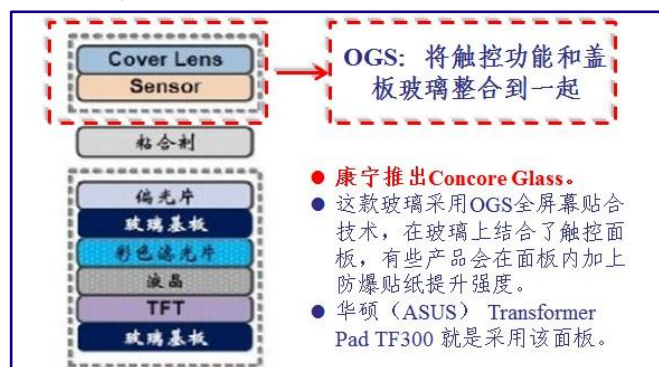 Cover Lens
Sensor
OGS: 将触控功能和盖
板玻璃整合到一起
粘合剂
偏光片
玻璃基板
彩色滤光片
液晶
TFT
玻璃基板
● 康宁推出Concore Glass。
● 这款玻璃采用OGS全屏幕贴合
技术，在玻璃上结合了触控面
板，有些产品会在面板内加上
防爆贴纸提升强度。
● 华硕（ASUS） Transformer
Pad TF300 就是采用该面板。